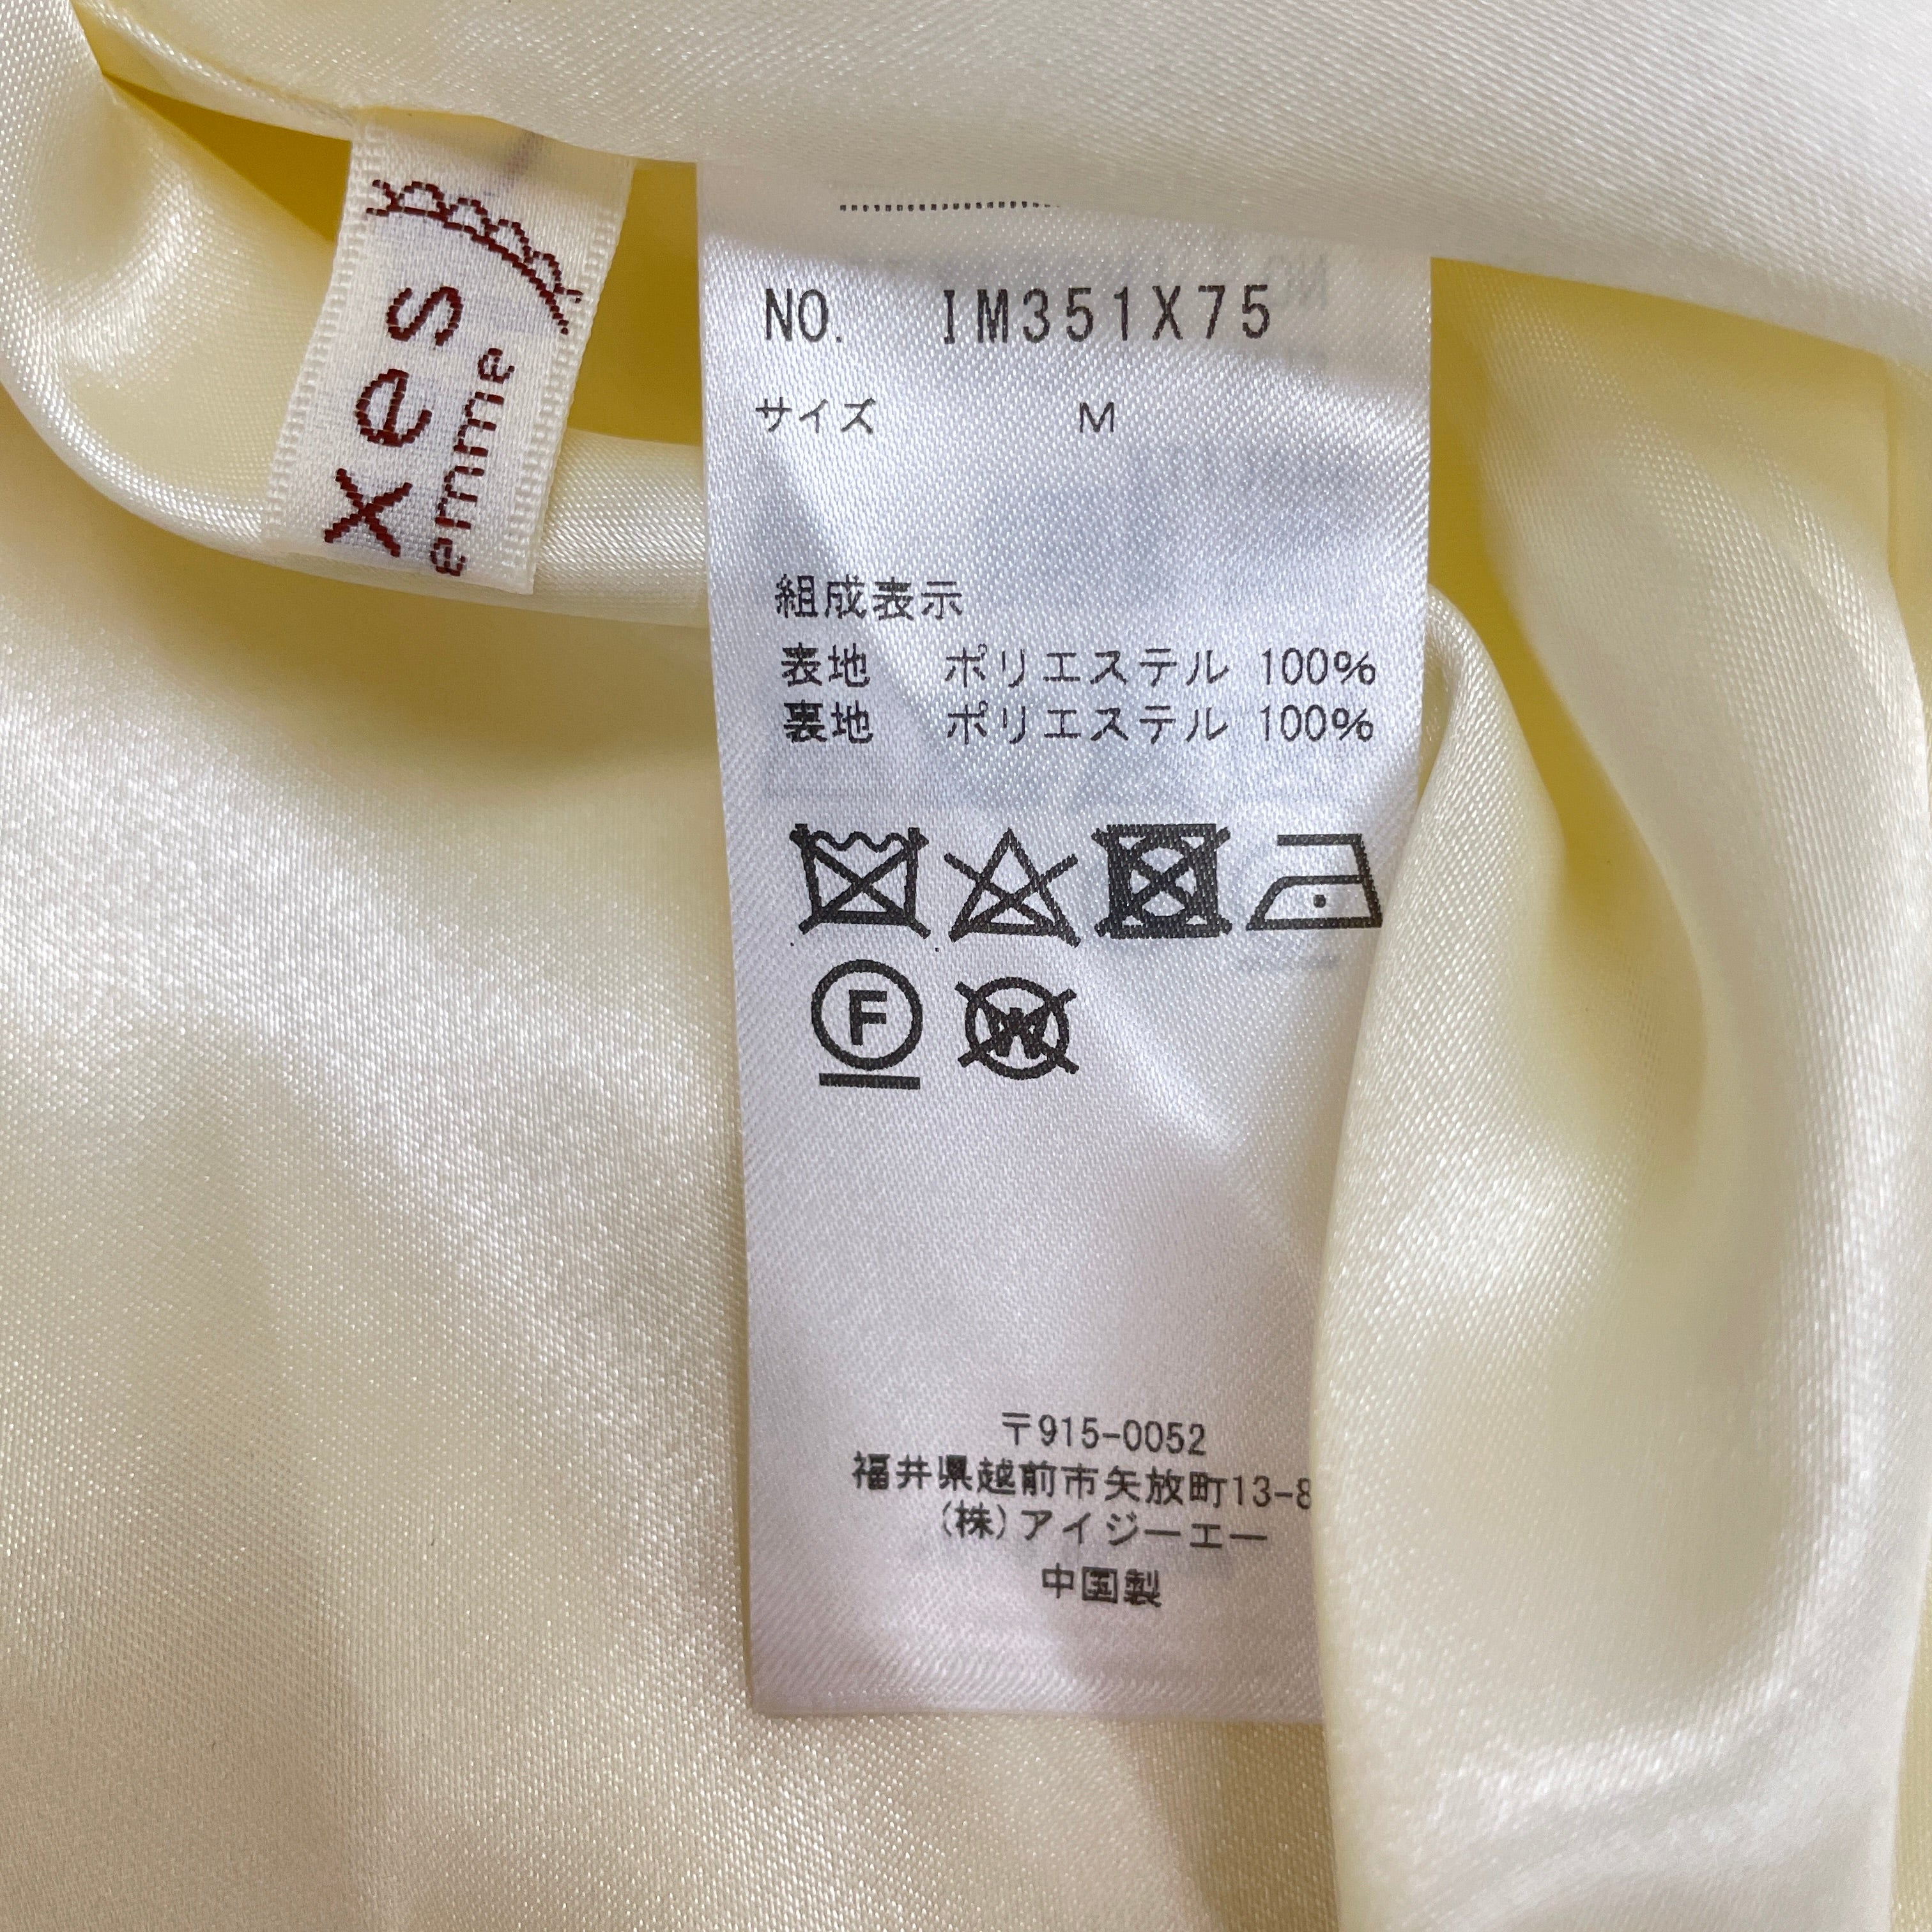 xes
emme
NO. IM351X75
サイズ M
組成表示
表地 ポリエステル 100%
裏地 ポリエステル 100%
F
W
〒915-0052
福井県越前市矢放町13-8
(株)アイジーエー
中国製